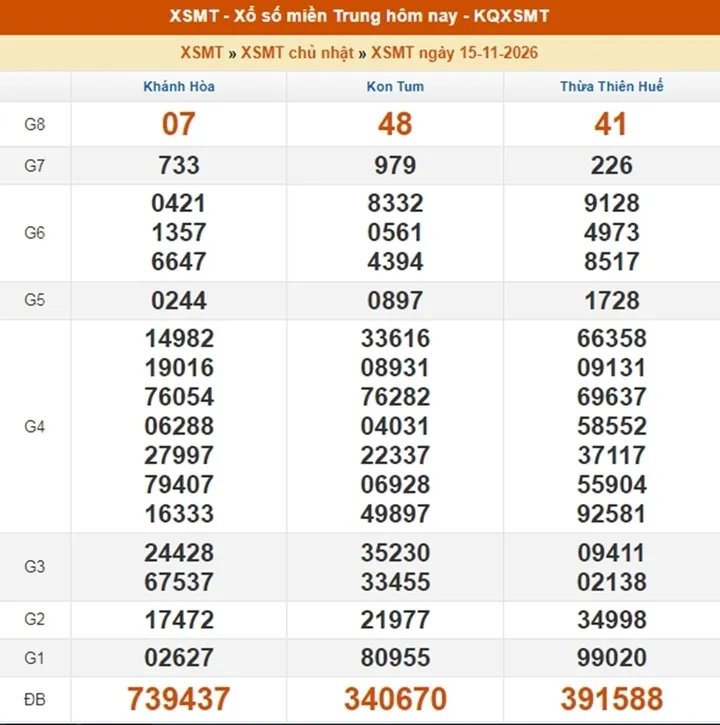 XSMT - Xổ số miền Trung hôm nay - KQXSMT
XSMT » XSMT chủ nhật » XSMT ngày 15-11-2026
Khánh Hòa Kon Tum Thừa Thiên Huế
G8 07 48 41
G7 733 979 226
0421 8332 9128
G6 1357 0561 4973
6647 4394 8517
G5 0244 0897 1728
14982 33616 66358
19016 08931 09131
76054 76282 69637
G4 06288 04031 58552
27997 22337 37117
79407 06928 55904
16333 49897 92581
G3 24428 35230 09411
67537 33455 02138
G2 17472 21977 34998
G1 02627 80955 99020
ĐB 739437 340670 391588